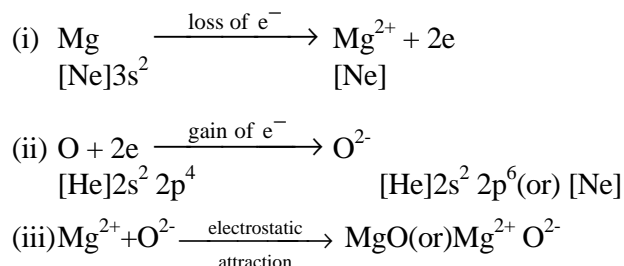 (i) Mg —loss of e⁻→ Mg²⁺ + 2e
[Ne]3s² [Ne]
(ii) O + 2e —gain of e⁻→ O²⁻
[He]2s² 2p⁴ [He]2s² 2p⁶(or) [Ne]
(iii)Mg²⁺+O²⁻ —electrostatic attraction→ MgO(or)Mg²⁺ O²⁻